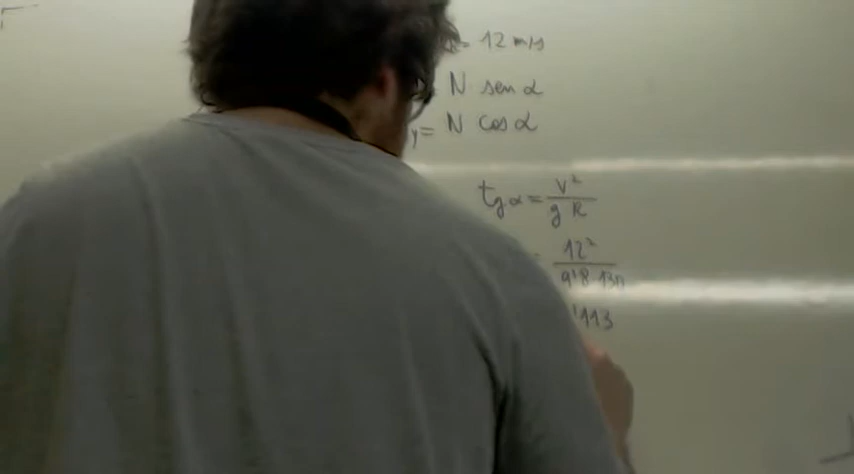 = 12 m/s
N sen α
y = N cos α
tg α = v² / g R
12² / 9'8 · 130
'113